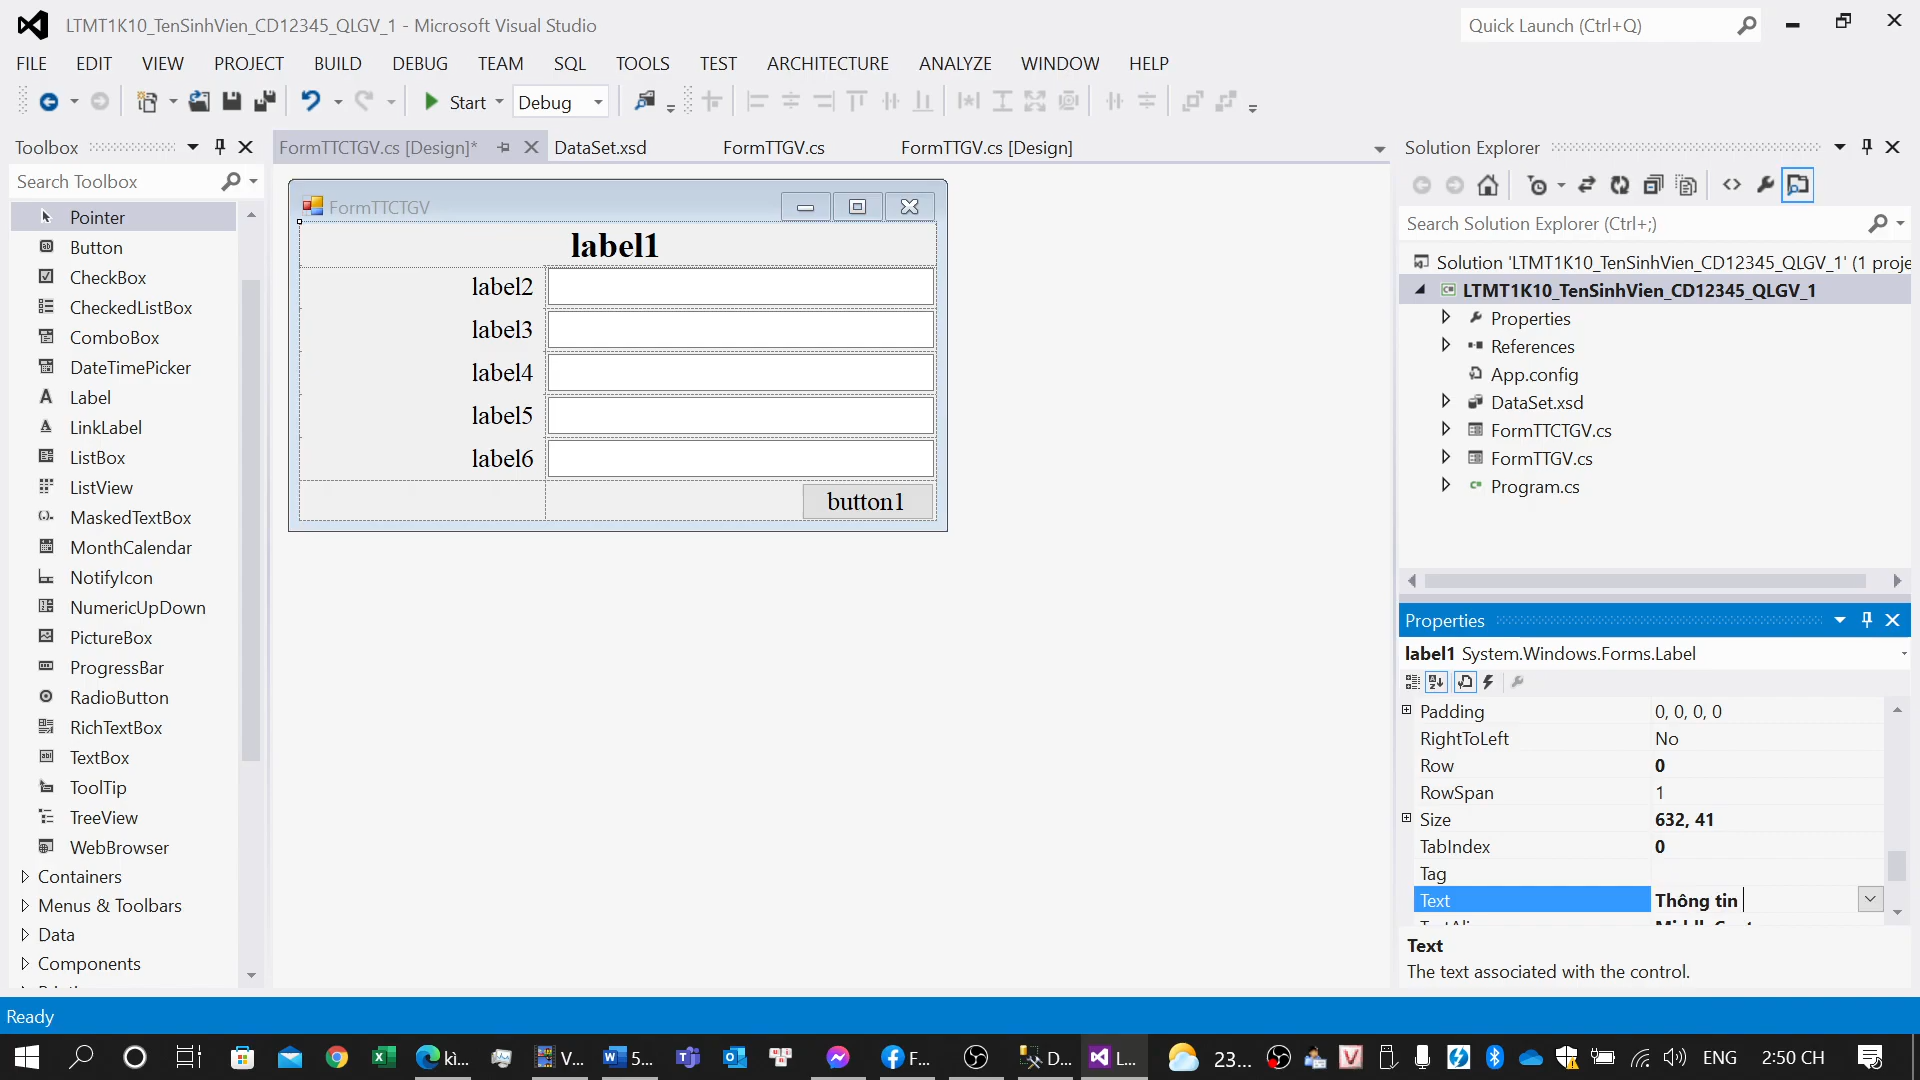 LTMT1K10_TenSinhVien_CD12345_QLGV_1 - Microsoft Visual Studio
Quick Launch (Ctrl+Q)
FILE EDIT VIEW PROJECT BUILD DEBUG TEAM SQL TOOLS TEST ARCHITECTURE ANALYZE WINDOW HELP
Start Debug
Toolbox
Search Toolbox
Pointer
Button
CheckBox
CheckedListBox
ComboBox
DateTimePicker
Label
LinkLabel
ListBox
ListView
MaskedTextBox
MonthCalendar
NotifyIcon
NumericUpDown
PictureBox
ProgressBar
RadioButton
RichTextBox
TextBox
ToolTip
TreeView
WebBrowser
Containers
Menus & Toolbars
Data
Components
FormTTCTGV.cs [Design]* DataSet.xsd FormTTGV.cs FormTTGV.cs [Design]
FormTTCTGV
label1
label2
label3
label4
label5
label6
button1
Solution Explorer
Search Solution Explorer (Ctrl+;)
Solution 'LTMT1K10_TenSinhVien_CD12345_QLGV_1' (1 proje
LTMT1K10_TenSinhVien_CD12345_QLGV_1
Properties
References
App.config
DataSet.xsd
FormTTCTGV.cs
FormTTGV.cs
Program.cs
Properties
label1 System.Windows.Forms.Label
Padding 0, 0, 0, 0
RightToLeft No
Row 0
RowSpan 1
Size 632, 41
TabIndex 0
Tag
Text Thông tin
Text
The text associated with the control.
Ready
kì... V... 5... F... D... L... 23... ENG 2:50 CH